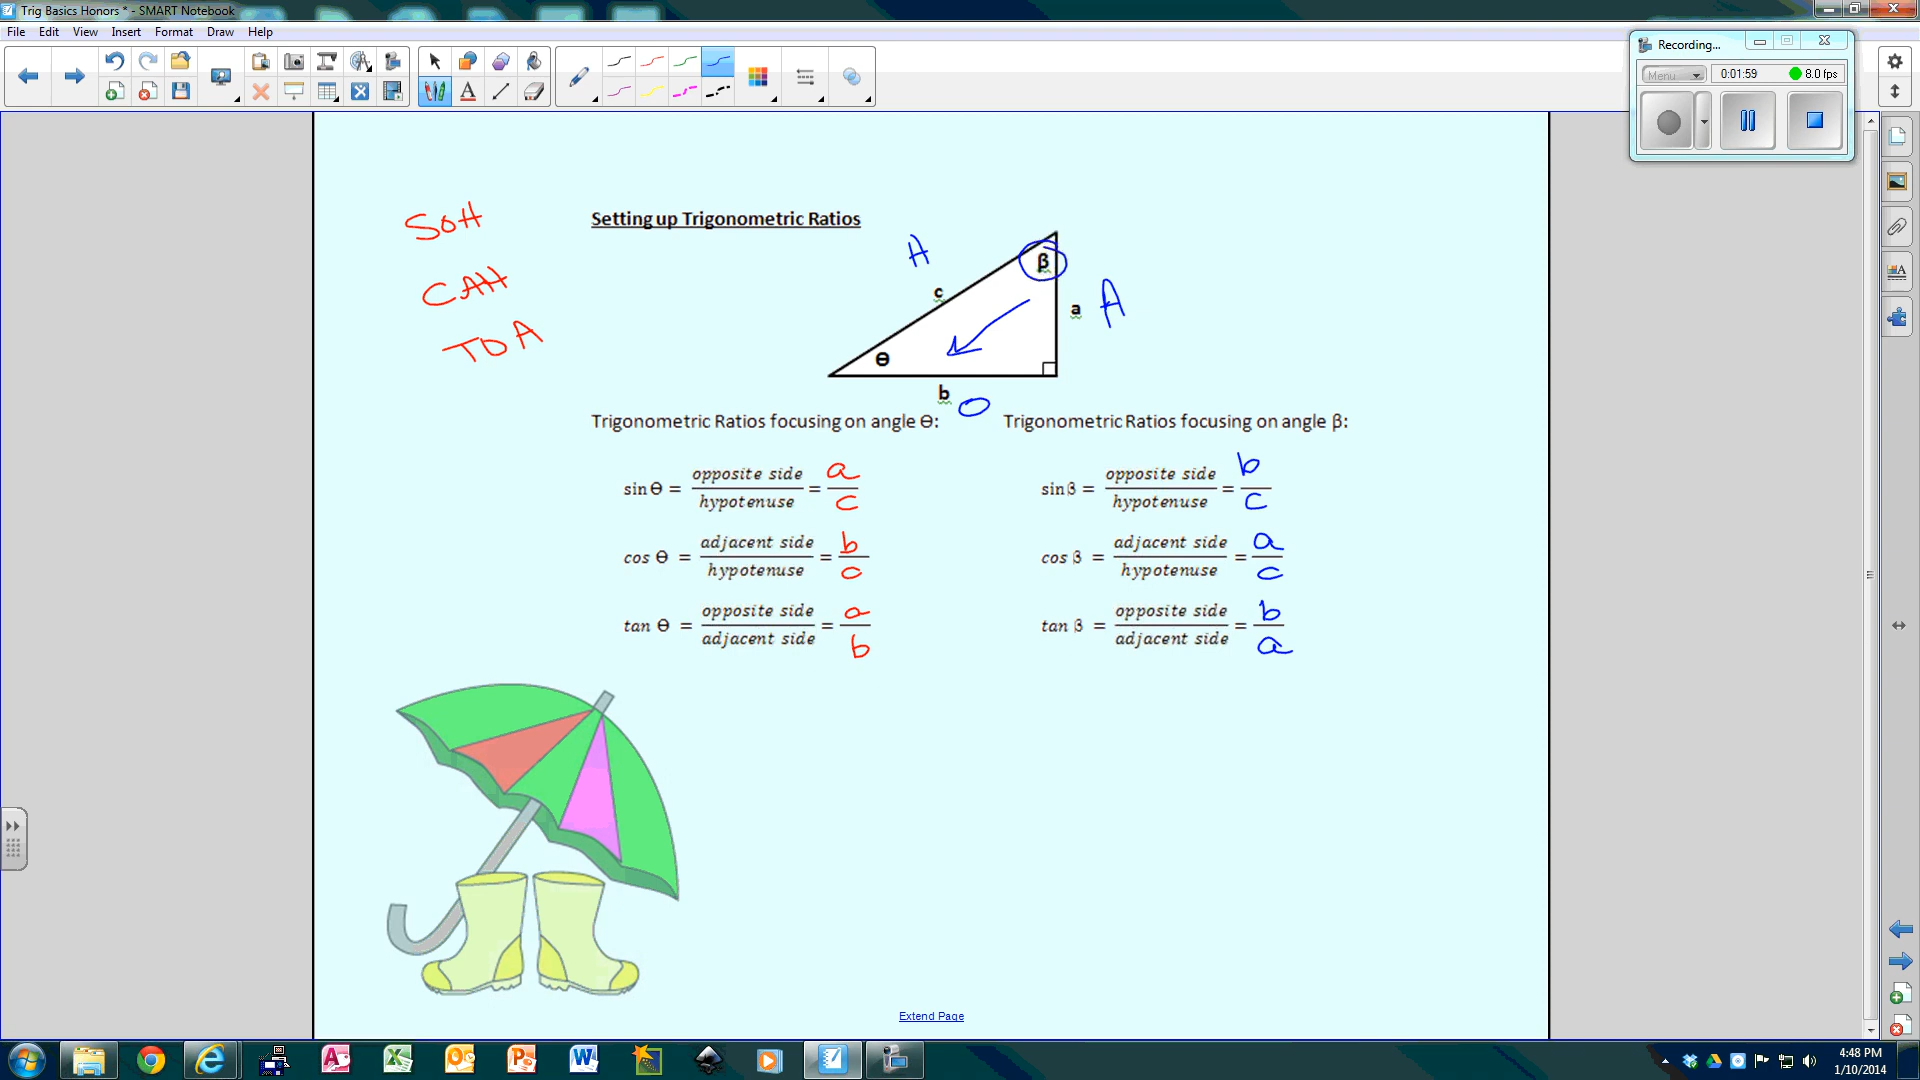 Trig Basics Honors * - SMART Notebook
File Edit View Insert Format Draw Help
Recording...
Menu 0:01:59 8.0 fps
SOH
CAH
TOA
Setting up Trigonometric Ratios
H
β
c
a A
θ
b O
Trigonometric Ratios focusing on angle θ: Trigonometric Ratios focusing on angle β:
sin θ = opposite side / hypotenuse = a / c
sin β = opposite side / hypotenuse = b / c
cos θ = adjacent side / hypotenuse = b / c
cos β = adjacent side / hypotenuse = a / c
tan θ = opposite side / adjacent side = a / b
tan β = opposite side / adjacent side = b / a
Extend Page
4:48 PM
1/10/2014